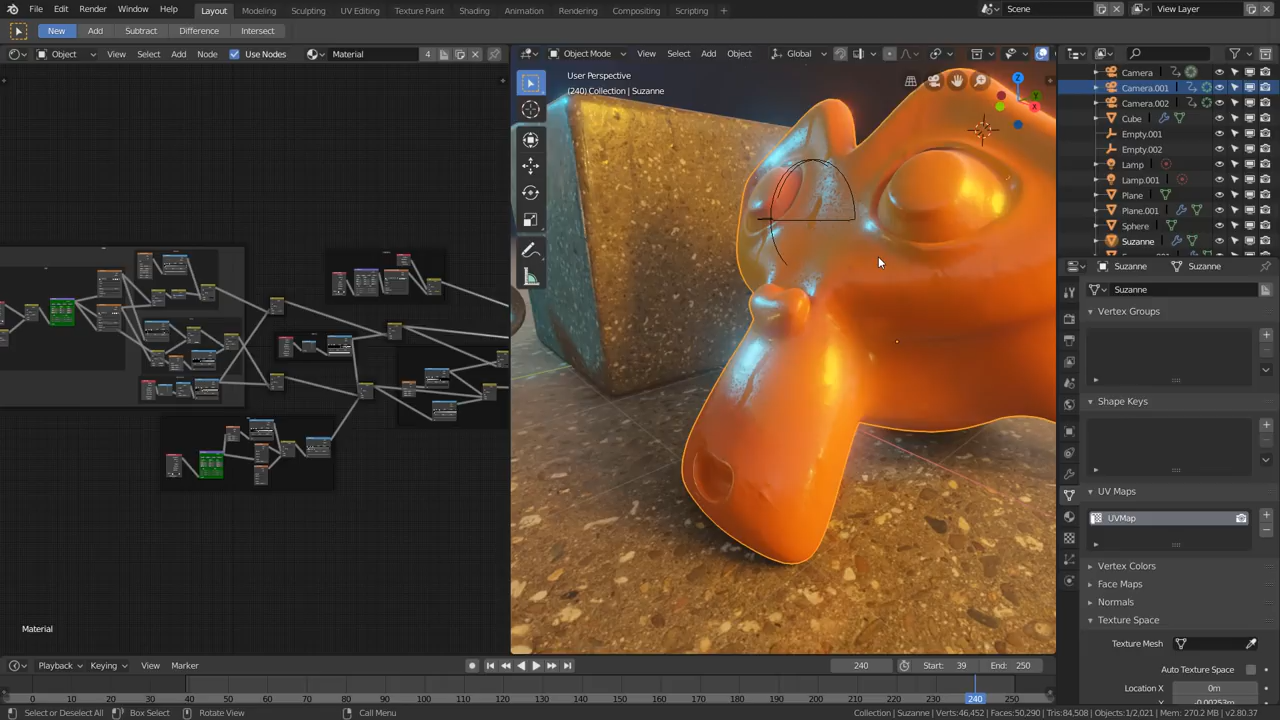 File Edit Render Window Help Layout Modeling Sculpting UV Editing Texture Paint Shading Animation Rendering Compositing Scripting + Scene View Layer
New Add Subtract Difference Intersect
Object View Select Add Node Use Nodes Material 4
Object Mode View Select Add Object Global
User Perspective
(240) Collection | Suzanne
Z
X
Camera
Camera.001
Camera.002
Cube
Empty.001
Empty.002
Lamp
Lamp.001
Plane
Plane.001
Sphere
Suzanne
Suzanne Suzanne
Suzanne
Vertex Groups
Shape Keys
UV Maps
UVMap
Vertex Colors
Face Maps
Normals
Texture Space
Texture Mesh
Auto Texture Space
Location X 0m
-0.00253m
Material
Playback Keying View Marker 240 Start: 39 End: 250
0 10 20 30 40 50 60 70 80 90 100 110 120 130 140 150 160 170 180 190 200 210 220 230 240 250
Select or Deselect All Box Select Rotate View Call Menu Collection | Suzanne | Verts:46,452 | Faces:50,290 | Tris:84,508 | Objects:1/2,021 | Mem: 270.2 MB | v2.80.37